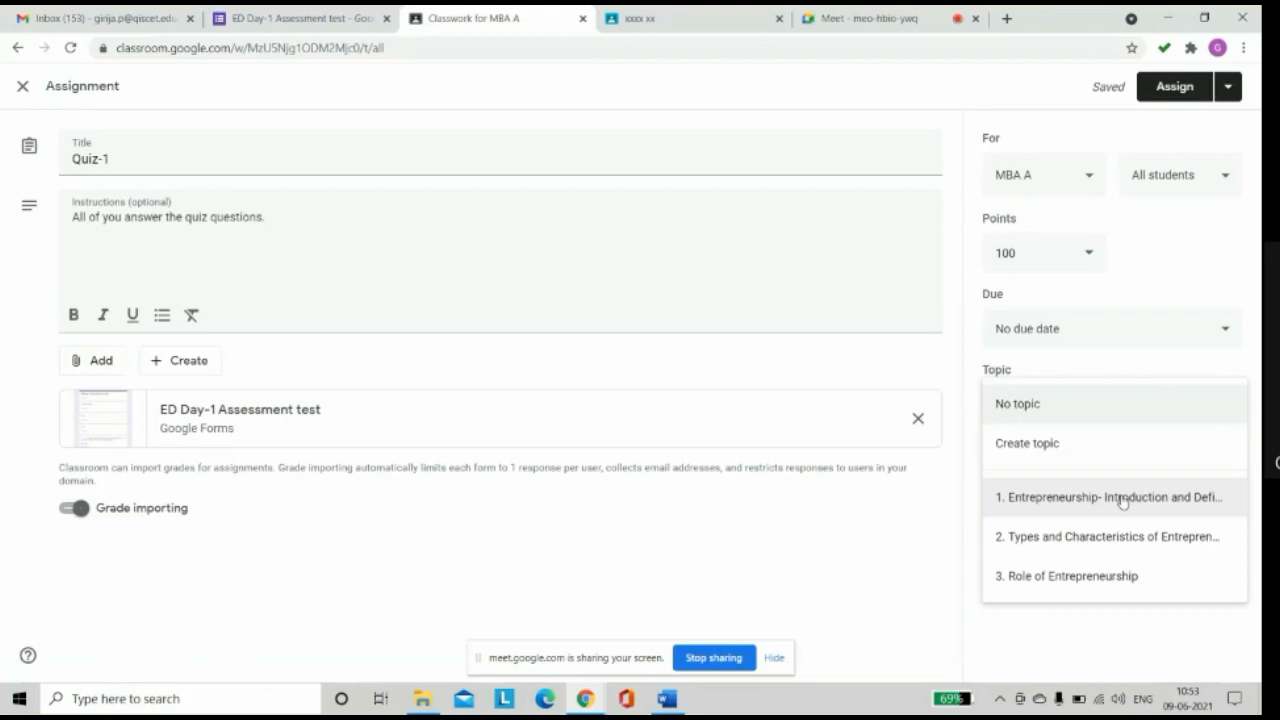 Inbox (153) - girija.p@qiscet.edu
ED Day-1 Assessment test - Goo
Classwork for MBA A
xxxx xx
Meet - meo-hbio-ywq
classroom.google.com/w/MzU5Njg1ODM2Mjc0/t/all
G
Assignment
Saved
Assign
Title
Quiz-1
Instructions (optional)
All of you answer the quiz questions.
B I U
Add
+ Create
ED Day-1 Assessment test
Google Forms
Classroom can import grades for assignments. Grade importing automatically limits each form to 1 response per user, collects email addresses, and restricts responses to users in your
domain.
Grade importing
For
MBA A
All students
Points
100
Due
No due date
Topic
No topic
Create topic
1. Entrepreneurship- Introduction and Defi...
2. Types and Characteristics of Entrepren...
3. Role of Entrepreneurship
meet.google.com is sharing your screen.
Stop sharing
Hide
Type here to search
69%
ENG
10:53
09-06-2021